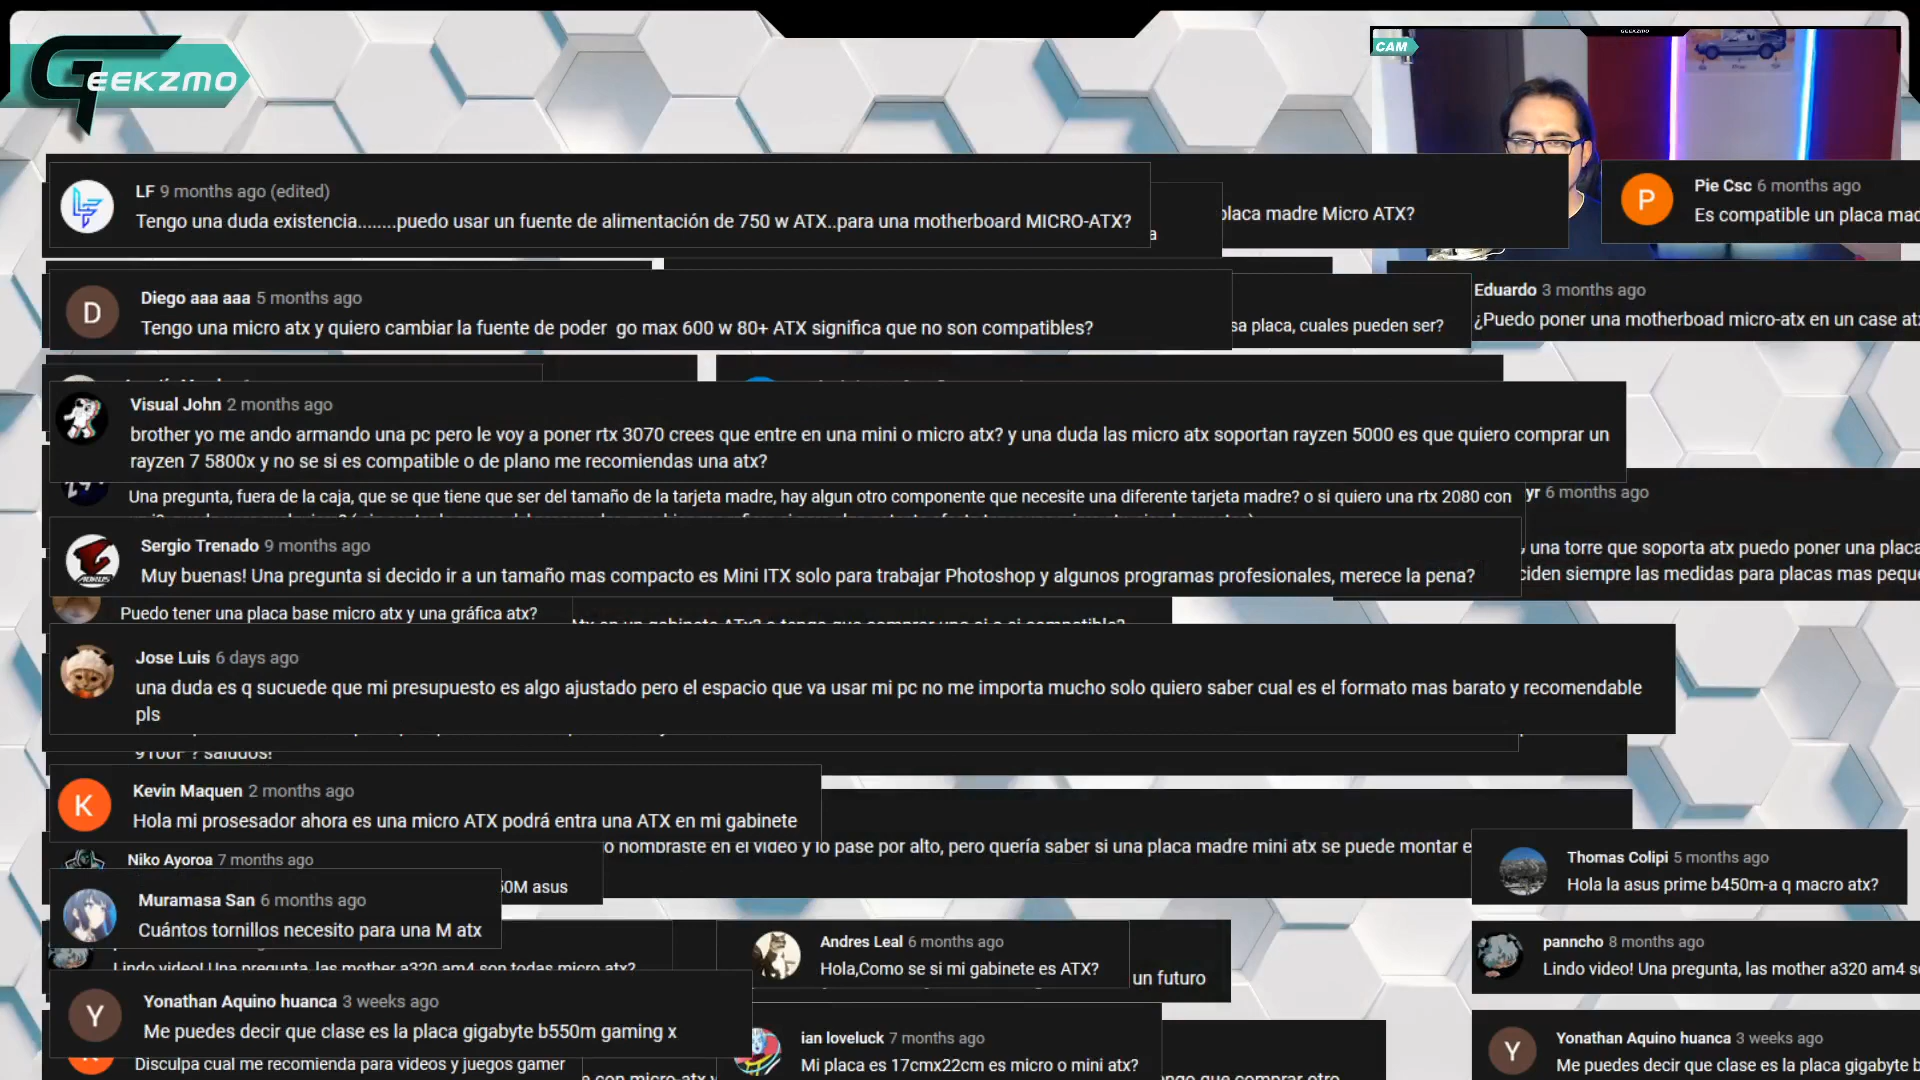 GEEKZMO
CAM
GEEKZMO
LF 9 months ago (edited)
Tengo una duda existencia........puedo usar un fuente de alimentación de 750 w ATX..para una motherboard MICRO-ATX?
a
placa madre Micro ATX?
Pie Csc 6 months ago
Es compatible un placa mad
Diego aaa aaa 5 months ago
Tengo una micro atx y quiero cambiar la fuente de poder go max 600 w 80+ ATX significa que no son compatibles?
sa placa, cuales pueden ser?
Eduardo 3 months ago
¿Puedo poner una motherboad micro-atx en un case atx
Visual John 2 months ago
brother yo me ando armando una pc pero le voy a poner rtx 3070 crees que entre en una mini o micro atx? y una duda las micro atx soportan rayzen 5000 es que quiero comprar un
rayzen 7 5800x y no se si es compatible o de plano me recomiendas una atx?
Una pregunta, fuera de la caja, que se que tiene que ser del tamaño de la tarjeta madre, hay algun otro componente que necesite una diferente tarjeta madre? o si quiero una rtx 2080 con
yr 6 months ago
una torre que soporta atx puedo poner una placa
ciden siempre las medidas para placas mas peque
Sergio Trenado 9 months ago
Muy buenas! Una pregunta si decido ir a un tamaño mas compacto es Mini ITX solo para trabajar Photoshop y algunos programas profesionales, merece la pena?
Puedo tener una placa base micro atx y una gráfica atx?
Jose Luis 6 days ago
una duda es q sucuede que mi presupuesto es algo ajustado pero el espacio que va usar mi pc no me importa mucho solo quiero saber cual es el formato mas barato y recomendable
pls
9100F ? saludos!
Kevin Maquen 2 months ago
Hola mi prosesador ahora es una micro ATX podrá entra una ATX en mi gabinete
o nombraste en el video y lo pase por alto, pero quería saber si una placa madre mini atx se puede montar e
Niko Ayoroa 7 months ago
50M asus
Thomas Colipi 5 months ago
Hola la asus prime b450m-a q macro atx?
Muramasa San 6 months ago
Cuántos tornillos necesito para una M atx
Lindo video! Una pregunta, las mother a320 am4 son todas micro atx?
Andres Leal 6 months ago
Hola,Como se si mi gabinete es ATX?
un futuro
panncho 8 months ago
Lindo video! Una pregunta, las mother a320 am4 s
Yonathan Aquino huanca 3 weeks ago
Me puedes decir que clase es la placa gigabyte b550m gaming x
Disculpa cual me recomienda para videos y juegos gamer
ian loveluck 7 months ago
Mi placa es 17cmx22cm es micro o mini atx?
Yonathan Aquino huanca 3 weeks ago
Me puedes decir que clase es la placa gigabyte b